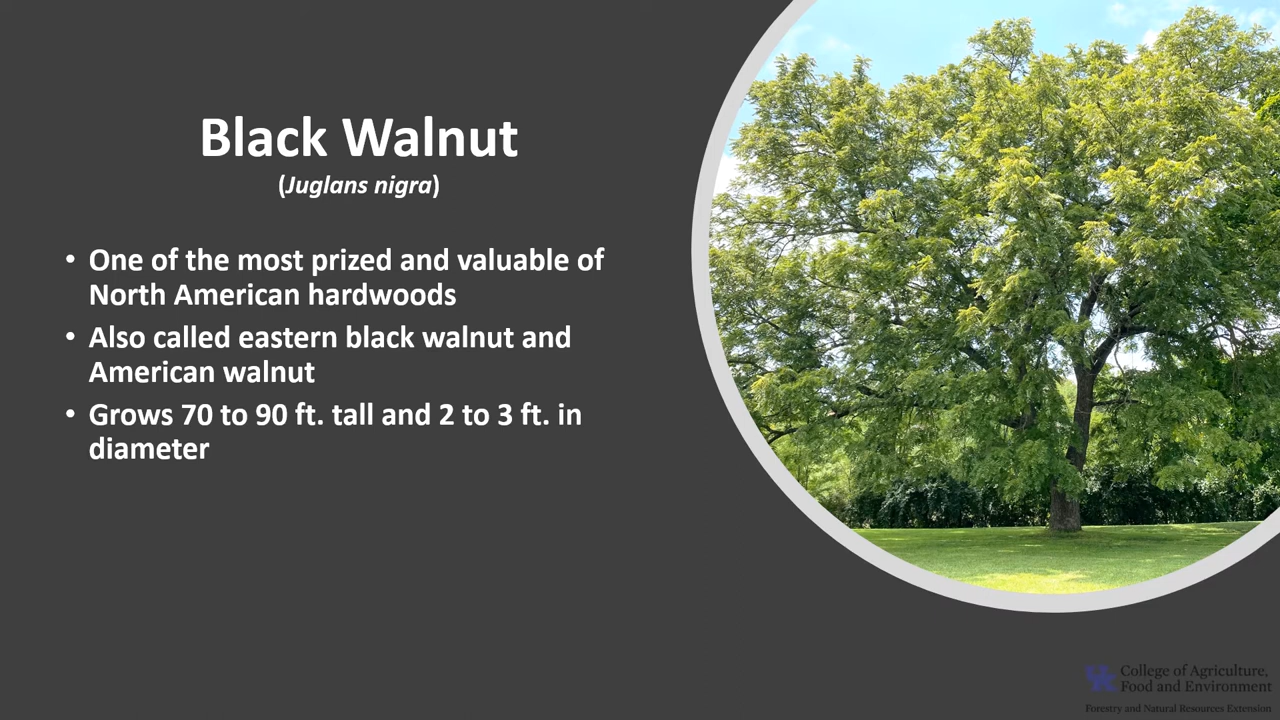 Black Walnut
(Juglans nigra)
• One of the most prized and valuable of
North American hardwoods
• Also called eastern black walnut and
American walnut
• Grows 70 to 90 ft. tall and 2 to 3 ft. in
diameter
UK College of Agriculture,
Food and Environment
Forestry and Natural Resources Extension